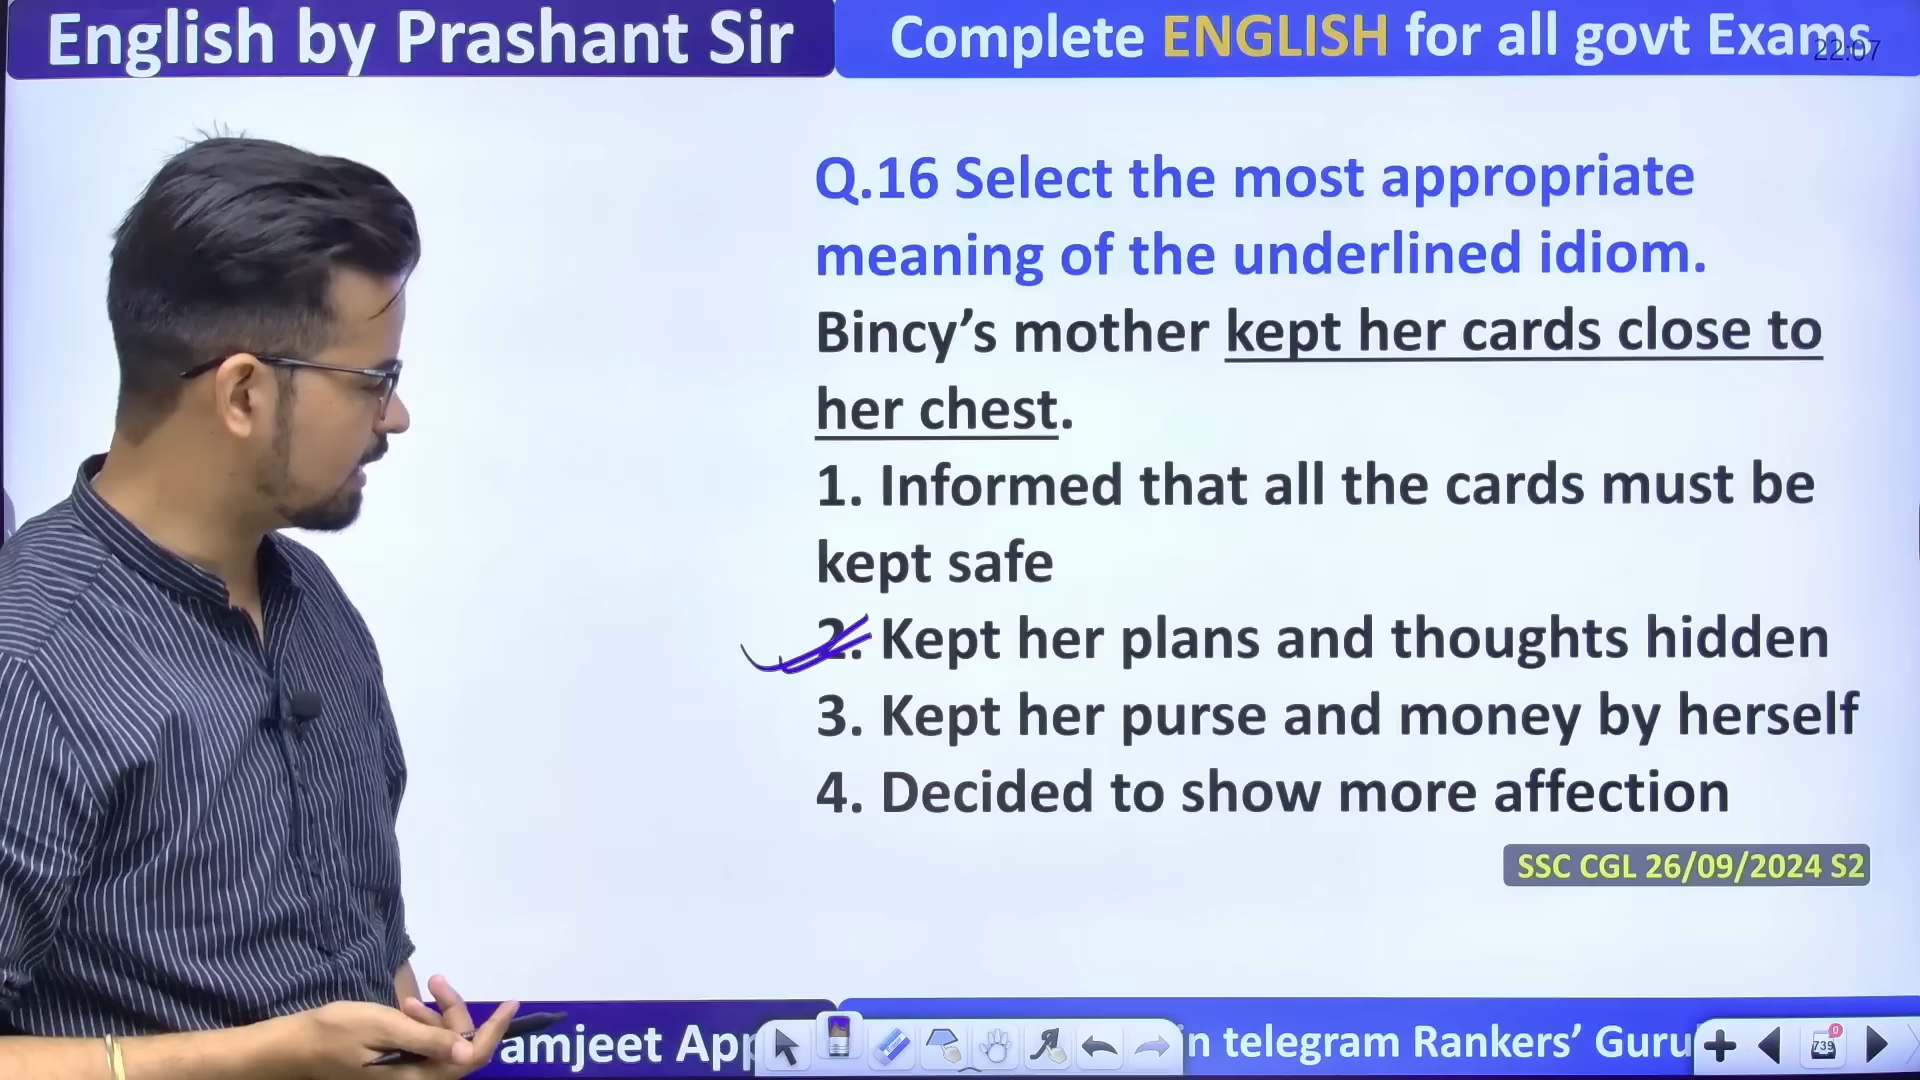 English by Prashant Sir
Complete ENGLISH for all govt Exams
22:07
Q.16 Select the most appropriate
meaning of the underlined idiom.
Bincy’s mother kept her cards close to
her chest.
1. Informed that all the cards must be
kept safe
2. Kept her plans and thoughts hidden
3. Kept her purse and money by herself
4. Decided to show more affection
SSC CGL 26/09/2024 S2
in telegram Rankers’ Guru
739
0